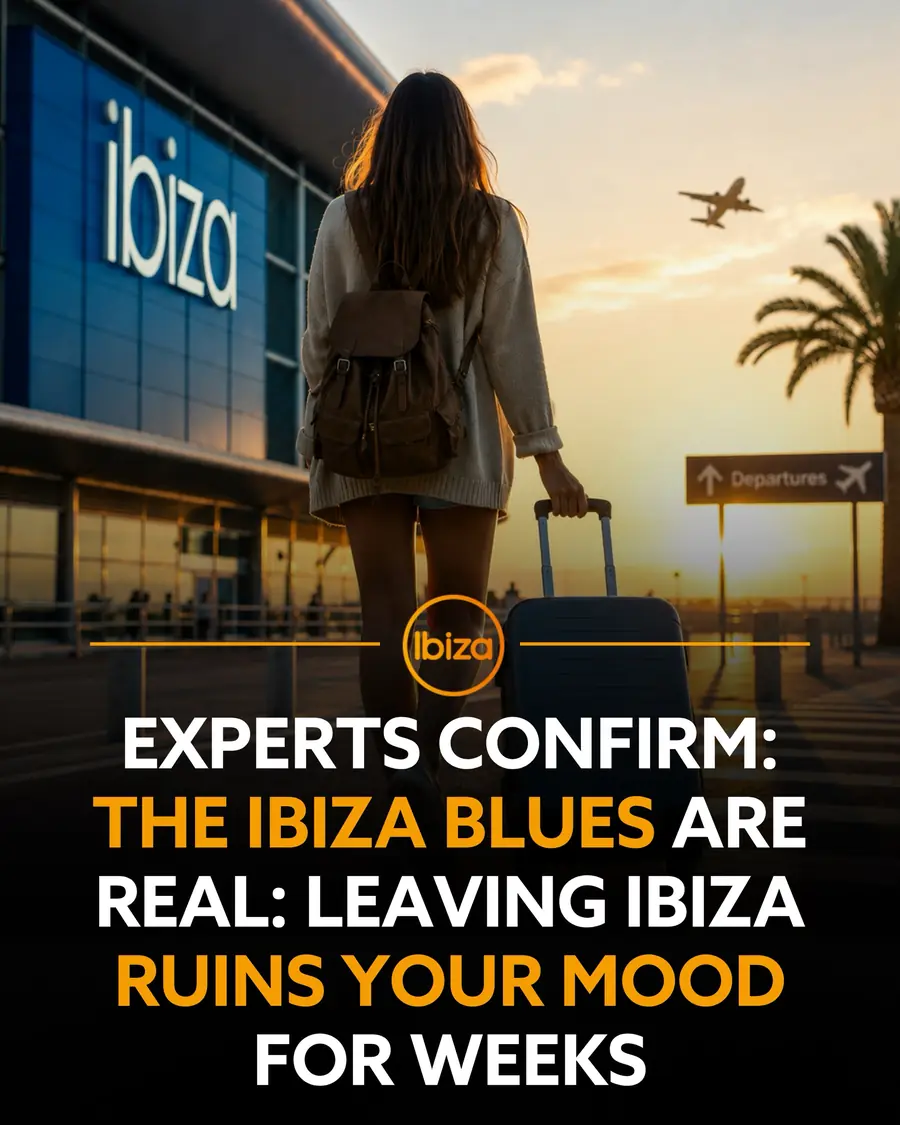 ibiza
Departures
Ibiza
EXPERTS CONFIRM:
THE IBIZA BLUES ARE
REAL: LEAVING IBIZA
RUINS YOUR MOOD
FOR WEEKS